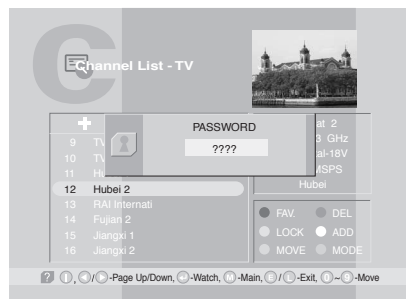 Channel List - TV
PASSWORD
????
9 TV
10 TV
11 Hu
12 Hubei 2
13 RAI Internati
14 Fujian 2
15 Jiangxi 1
16 Jiangxi 2
at 2
3 GHz
al-18V
MSPS
Hubei
FAV. DEL
LOCK ADD
MOVE MODE
-Page Up/Down, -Watch, M -Main, E / L -Exit, 0 ~ 9 -Move